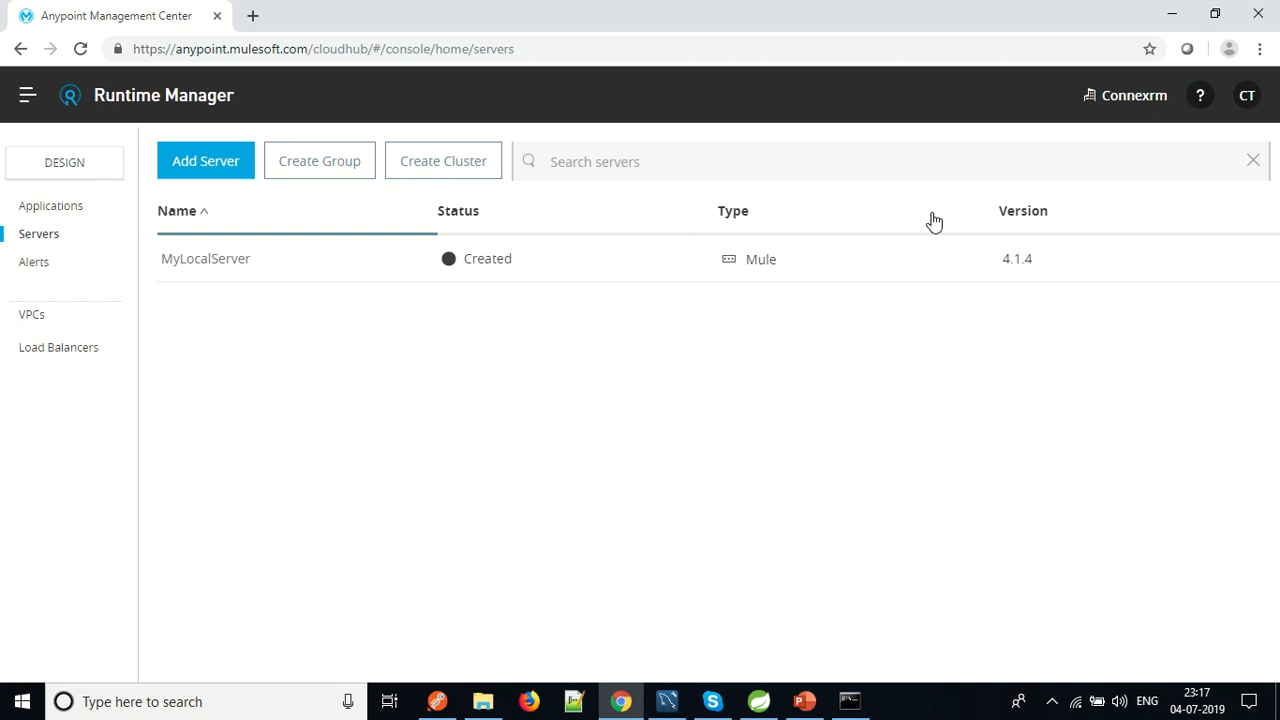 Anypoint Management Center
https://anypoint.mulesoft.com/cloudhub/#/console/home/servers
Runtime Manager
Connexrm
?
CT
DESIGN
Applications
Servers
Alerts
VPCs
Load Balancers
Add Server
Create Group
Create Cluster
Search servers
Name Status Type Version
MyLocalServer Created Mule 4.1.4
Type here to search
ENG
23:17
04-07-2019